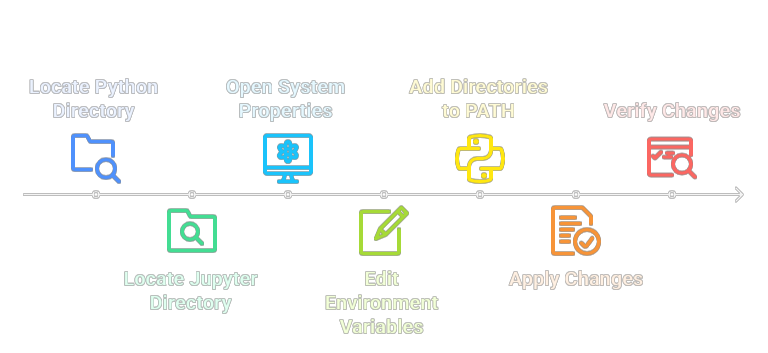 Locate Python
Directory
Open System
Properties
Add Directories
to PATH
Verify Changes
Locate Jupyter
Directory
Edit
Environment
Variables
Apply Changes